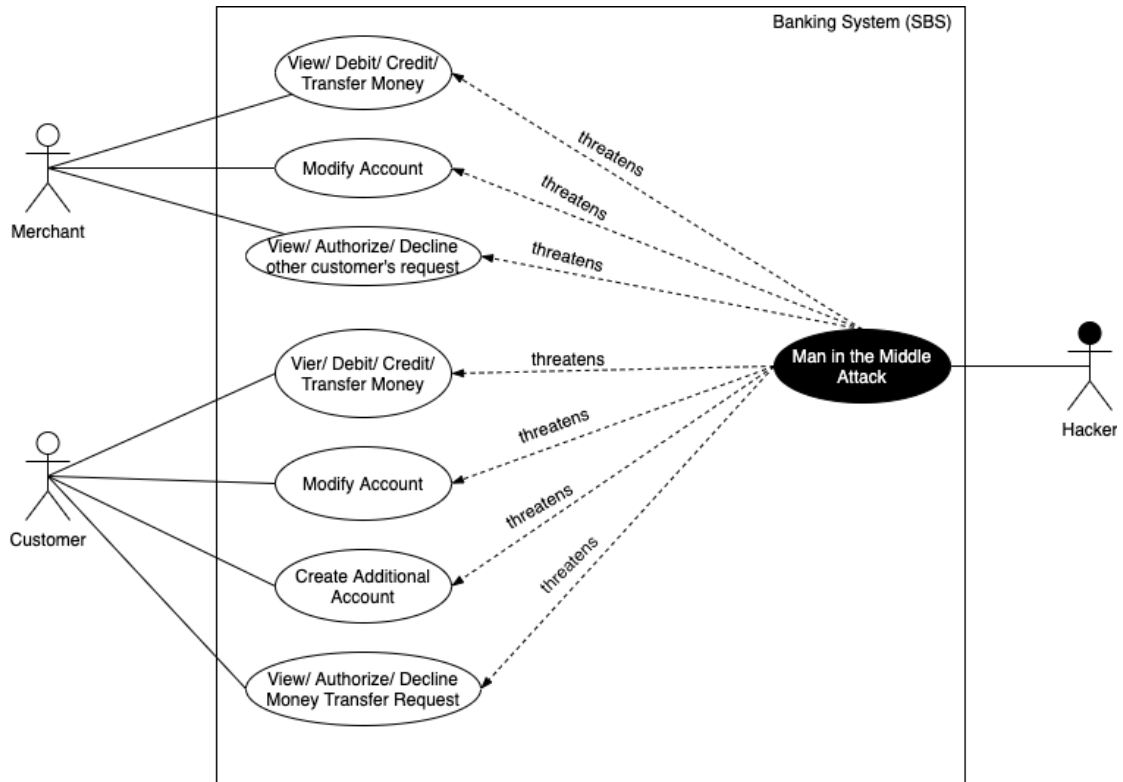 Banking System (SBS)
View/ Debit/ Credit/
Transfer Money
threatens
Modify Account
threatens
Merchant
View/ Authorize/ Decline
other customer's request
threatens
Vier/ Debit/ Credit/
Transfer Money
threatens
Man in the Middle
Attack
Hacker
threatens
Modify Account
Customer
threatens
Create Additional
Account
threatens
View/ Authorize/ Decline
Money Transfer Request